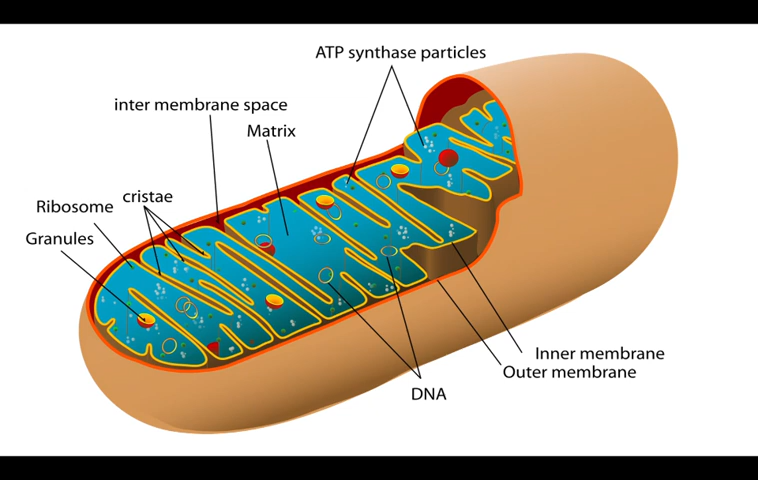 ATP synthase particles
inter membrane space
Matrix
cristae
Ribosome
Granules
Inner membrane
Outer membrane
DNA